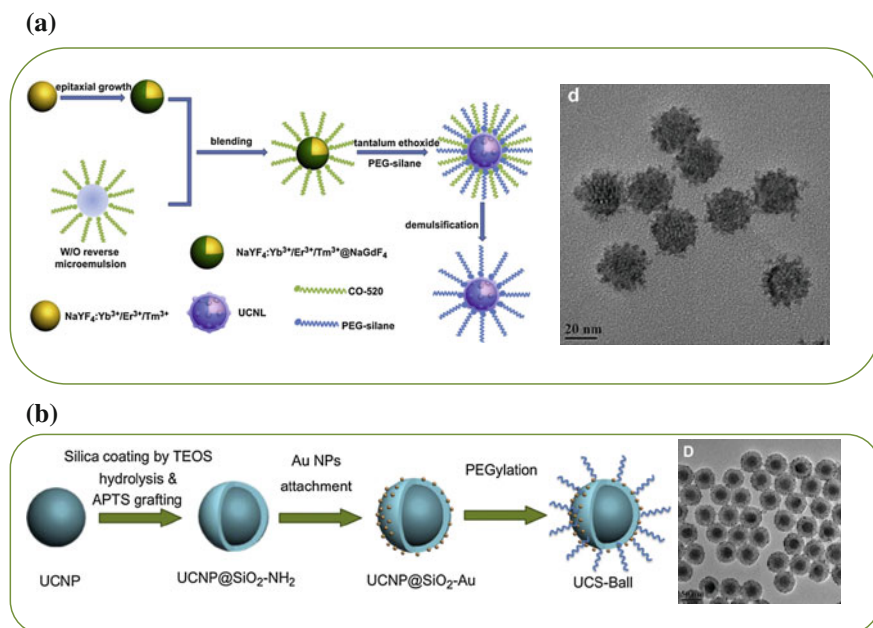 (a)
epitaxial growth
blending
tantalum ethoxide
PEG-silane
demulsification
W/O reverse
microemulsion
NaYF₄:Yb³⁺/Er³⁺/Tm³⁺@NaGdF₄
CO-520
NaYF₄:Yb³⁺/Er³⁺/Tm³⁺
UCNL
PEG-silane
d
20 nm
(b)
Silica coating by TEOS
hydrolysis &
APTS grafting
Au NPs
attachment
PEGylation
UCNP
UCNP@SiO₂-NH₂
UCNP@SiO₂-Au
UCS-Ball
D